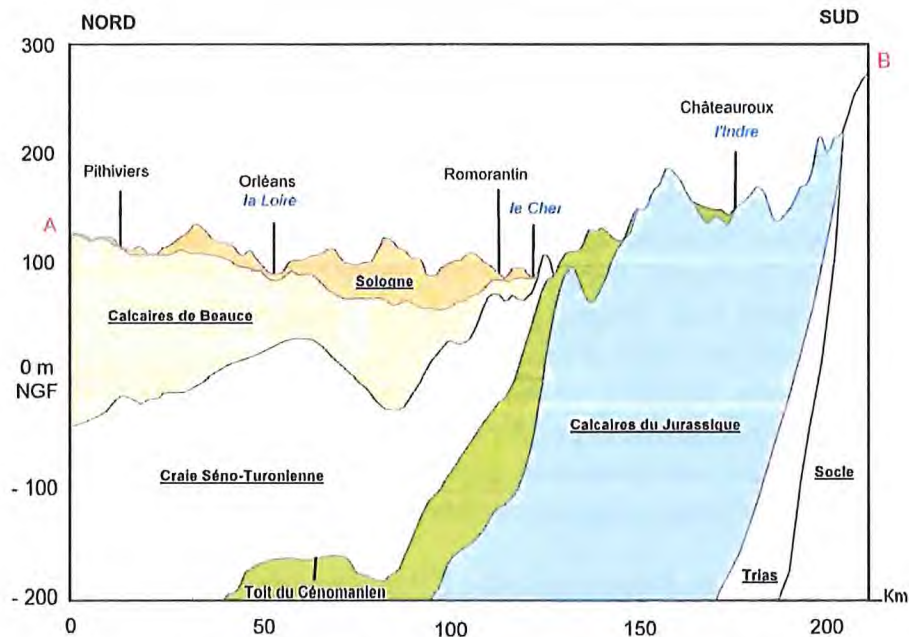 NORD
SUD
300
B
Châteauroux
l'Indre
200
Pithiviers
Orléans
la Loire
Romorantin
le Cher
A
100
Sologne
Calcaires de Beauce
0 m
NGF
Calcaires du Jurassique
Craie Séno-Turonienne
Socle
- 100
Trias
Toit du Cénomanien
- 200
Km
0
50
100
150
200